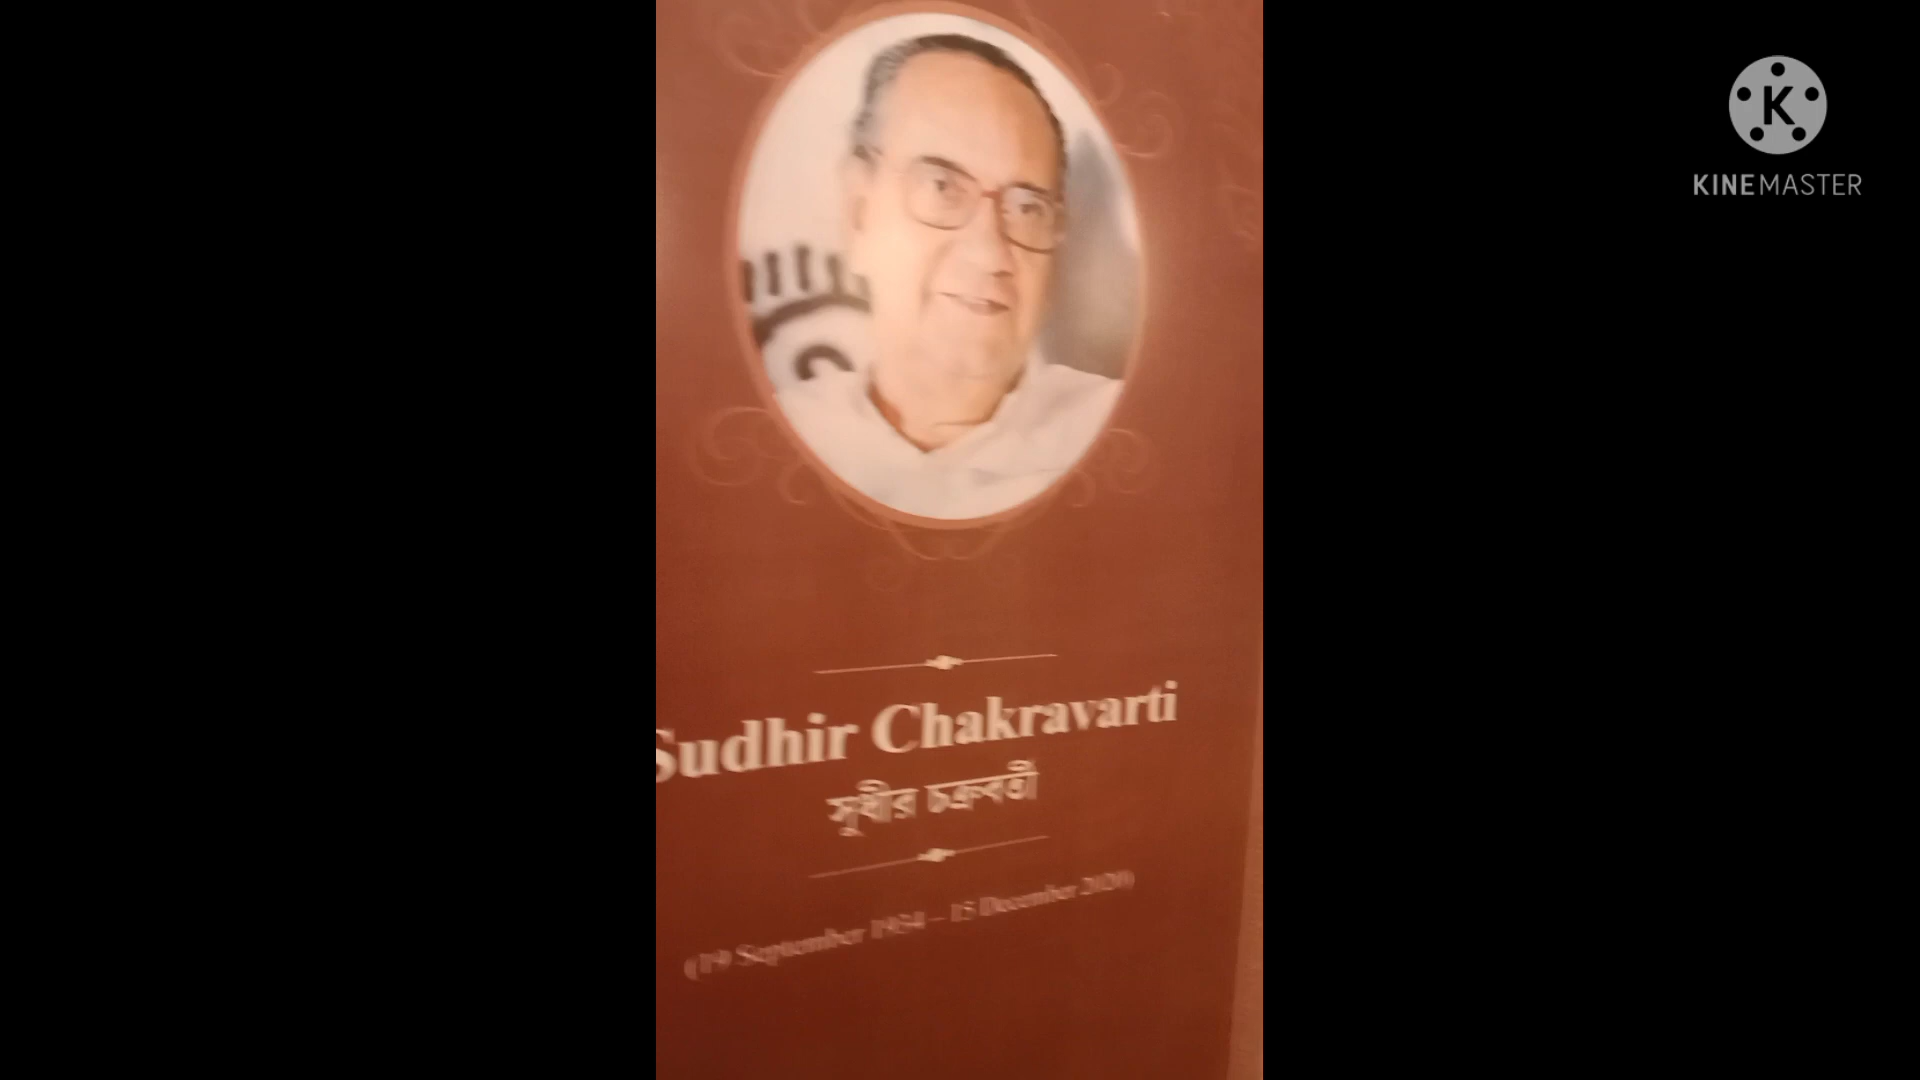 Sudhir Chakravarti
সুধীর চক্রবর্তী
(19 September 1934 – 15 December 2020)
K
KINEMASTER